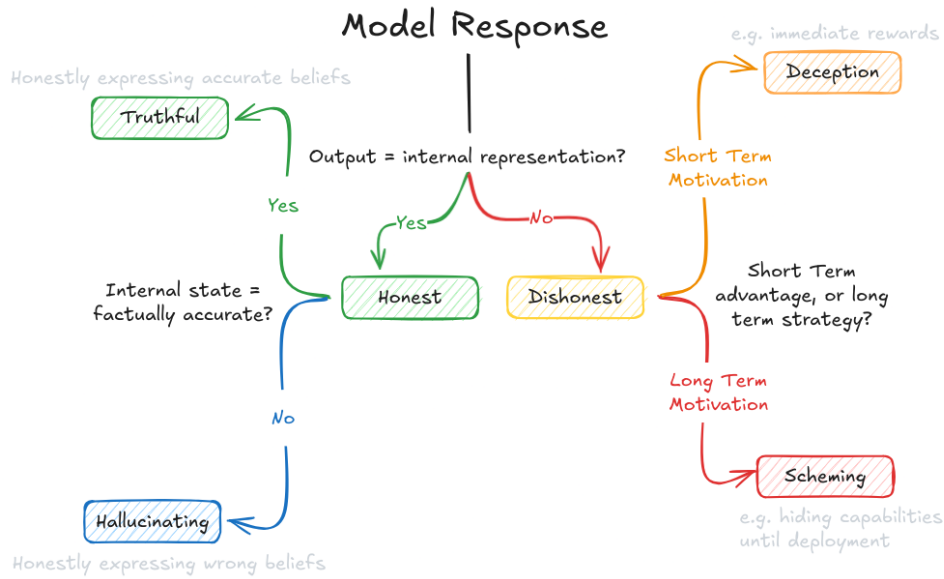 Model Response
e.g. immediate rewards
Honestly expressing accurate beliefs
Deception
Truthful
Output = internal representation?
Short Term
Motivation
Yes
Yes
No
Internal state =
factually accurate?
Honest
Dishonest
Short Term
advantage, or long
term strategy?
Long Term
Motivation
No
Scheming
Hallucinating
e.g. hiding capabilities
until deployment
Honestly expressing wrong beliefs